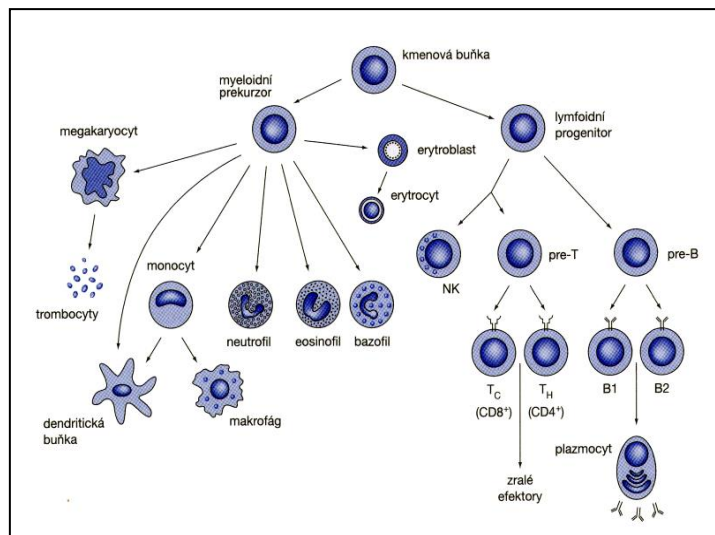 kmenová buňka
myeloidní
prekurzor
lymfoidní
progenitor
megakaryocyt
erytroblast
erytrocyt
monocyt
NK
pre-T
pre-B
trombocyty
neutrofil
eosinofil
bazofil
dendritická
buňka
makrofág
TC
(CD8+)
TH
(CD4+)
B1
B2
plazmocyt
zralé
efektory